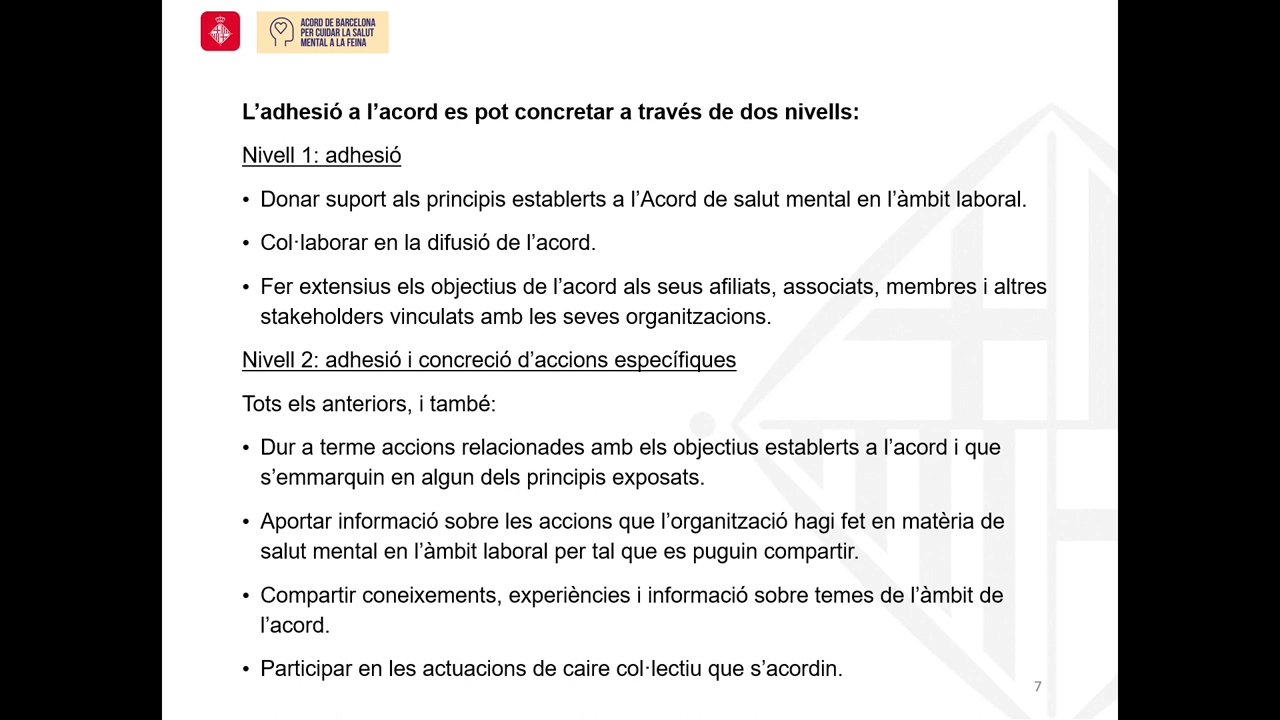 ACORD DE BARCELONA
PER CUIDAR LA SALUT
MENTAL A LA FEINA
L’adhesió a l’acord es pot concretar a través de dos nivells:
Nivell 1: adhesió
• Donar suport als principis establerts a l’Acord de salut mental en l’àmbit laboral.
• Col·laborar en la difusió de l’acord.
• Fer extensius els objectius de l’acord als seus afiliats, associats, membres i altres
stakeholders vinculats amb les seves organitzacions.
Nivell 2: adhesió i concreció d’accions específiques
Tots els anteriors, i també:
• Dur a terme accions relacionades amb els objectius establerts a l’acord i que
s’emmarquin en algun dels principis exposats.
• Aportar informació sobre les accions que l’organització hagi fet en matèria de
salut mental en l’àmbit laboral per tal que es puguin compartir.
• Compartir coneixements, experiències i informació sobre temes de l’àmbit de
l’acord.
• Participar en les actuacions de caire col·lectiu que s’acordin.
7